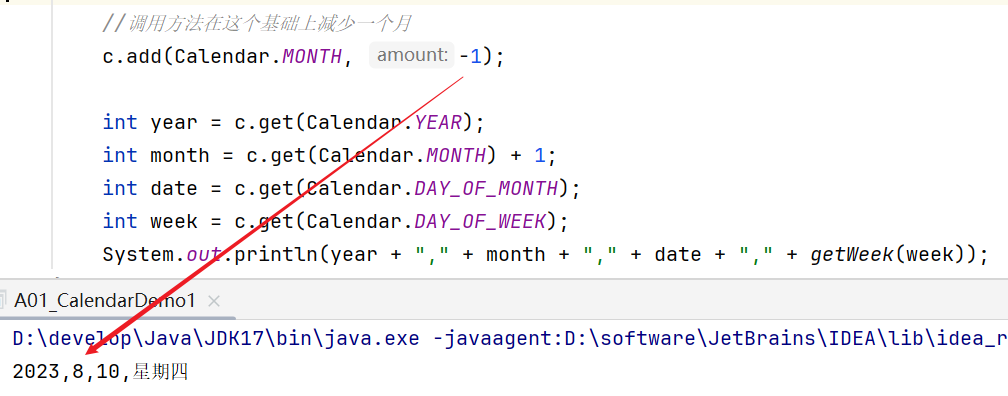 //调用方法在这个基础上减少一个月
c.add(Calendar.MONTH, amount: -1);
int year = c.get(Calendar.YEAR);
int month = c.get(Calendar.MONTH) + 1;
int date = c.get(Calendar.DAY_OF_MONTH);
int week = c.get(Calendar.DAY_OF_WEEK);
System.out.println(year + "," + month + "," + date + "," + getWeek(week));
A01_CalendarDemo1 ×
D:\develop\Java\JDK17\bin\java.exe -javaagent:D:\software\JetBrains\IDEA\lib\idea_r
2023,8,10,星期四